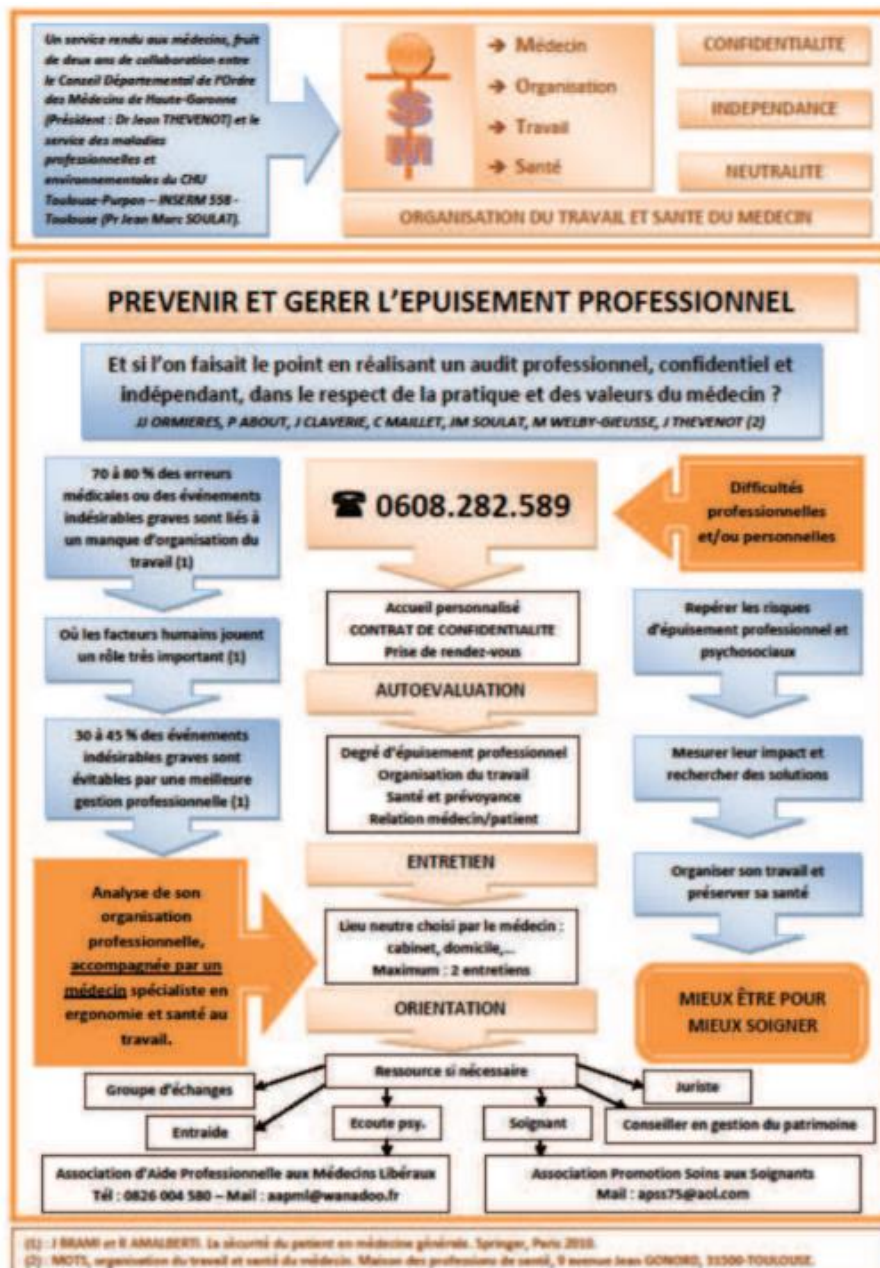 Un service rendu aux médecins, fruit
de deux ans de collaboration entre
le Conseil Départemental de l'Ordre
des Médecins de Haute-Garonne
(Président : Dr Jean THEVENOT) et le
service des maladies
professionnelles et
environnementales du CHU
Toulouse-Purpan – INSERM 558 -
Toulouse (Pr Jean Marc SOULAT).
S
M
→ Médecin
→ Organisation
→ Travail
→ Santé
CONFIDENTIALITE
INDEPENDANCE
NEUTRALITE
ORGANISATION DU TRAVAIL ET SANTE DU MEDECIN
PREVENIR ET GERER L'EPUISEMENT PROFESSIONNEL
Et si l'on faisait le point en réalisant un audit professionnel, confidentiel et
indépendant, dans le respect de la pratique et des valeurs du médecin ?
JJ ORMIERES, P ABOUT, J CLAVERIE, C MAILLET, JM SOULAT, M WELBY-GIEUSSE, J THEVENOT (2)
70 à 80 % des erreurs
médicales ou des événements
indésirables graves sont liés à
un manque d'organisation du
travail (1)
Où les facteurs humains jouent
un rôle très important (1)
30 à 45 % des événements
indésirables graves sont
évitables par une meilleure
gestion professionnelle (1)
Analyse de son
organisation
professionnelle,
accompagnée par un
médecin spécialiste en
ergonomie et santé au
travail.
☎ 0608.282.589
Accueil personnalisé
CONTRAT DE CONFIDENTIALITE
Prise de rendez-vous
AUTOEVALUATION
Degré d'épuisement professionnel
Organisation du travail
Santé et prévoyance
Relation médecin/patient
ENTRETIEN
Lieu neutre choisi par le médecin :
cabinet, domicile,...
Maximum : 2 entretiens
ORIENTATION
Difficultés
professionnelles
et/ou personnelles
Repérer les risques
d'épuisement professionnel et
psychosociaux
Mesurer leur impact et
rechercher des solutions
Organiser son travail et
préserver sa santé
MIEUX ÊTRE POUR
MIEUX SOIGNER
Ressource si nécessaire
Groupe d'échanges
Entraide
Ecoute psy.
Soignant
Juriste
Conseiller en gestion du patrimoine
Association d'Aide Professionnelle aux Médecins Libéraux
Tél : 0826 004 580 – Mail : aapml@wanadoo.fr
Association Promotion Soins aux Soignants
Mail : apss75@aol.com
(1) : J BRAMI et R AMALBERTI. La sécurité du patient en médecine générale. Springer, Paris 2010.
(2) : MOTS, organisation du travail et santé du médecin. Maison des professions de santé, 9 avenue Jean GONORD, 31500-TOULOUSE.